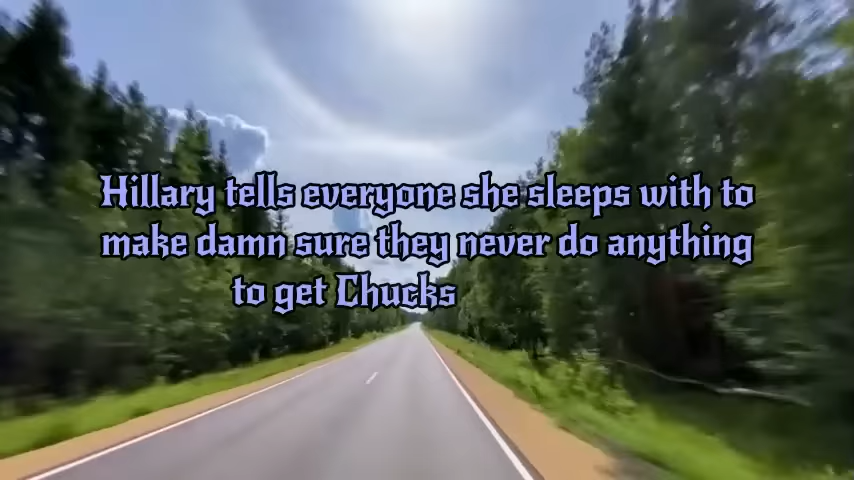 Hillary tells everyone she sleeps with to
make damn sure they never do anything
to get Chucks